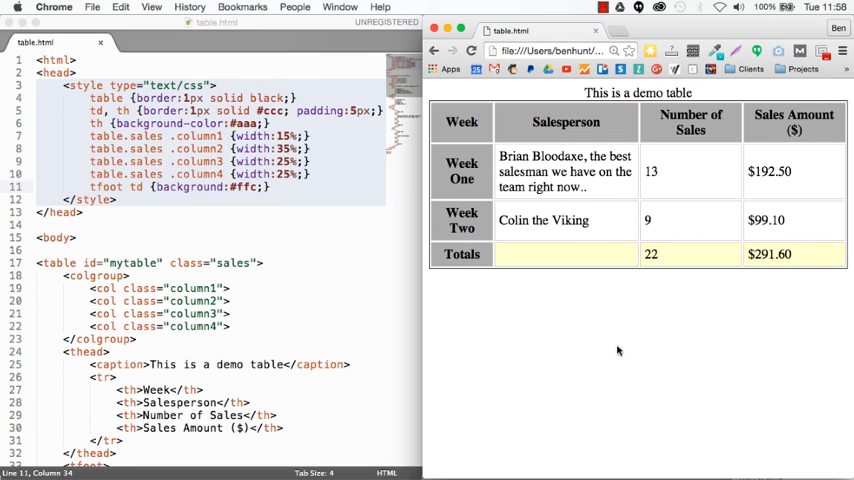 Chrome File Edit View History Bookmarks People Window Help 100% Tue 11:58
table.html UNREGISTERED
table.html
1 <html>
2 <head>
3 <style type="text/css">
4 table {border:1px solid black;}
5 td, th {border:1px solid #ccc; padding:5px;}
6 th {background-color:#aaa;}
7 table.sales .column1 {width:15%;}
8 table.sales .column2 {width:35%;}
9 table.sales .column3 {width:25%;}
10 table.sales .column4 {width:25%;}
11 tfoot td {background:#ffc;}
12 </style>
13 </head>
14
15 <body>
16
17 <table id="mytable" class="sales">
18 <colgroup>
19 <col class="column1">
20 <col class="column2">
21 <col class="column3">
22 <col class="column4">
23 </colgroup>
24 <thead>
25 <caption>This is a demo table</caption>
26 <tr>
27 <th>Week</th>
28 <th>Salesperson</th>
29 <th>Number of Sales</th>
30 <th>Sales Amount ($)</th>
31 </tr>
32 </thead>
33 <tfoot>
Line 11, Column 34 Tab Size: 4 HTML
table.html Ben
file:///Users/benhunt/...
Apps Clients Projects
This is a demo table
Week Salesperson Number of Sales Sales Amount ($)
Week One Brian Bloodaxe, the best salesman we have on the team right now.. 13 $192.50
Week Two Colin the Viking 9 $99.10
Totals 22 $291.60